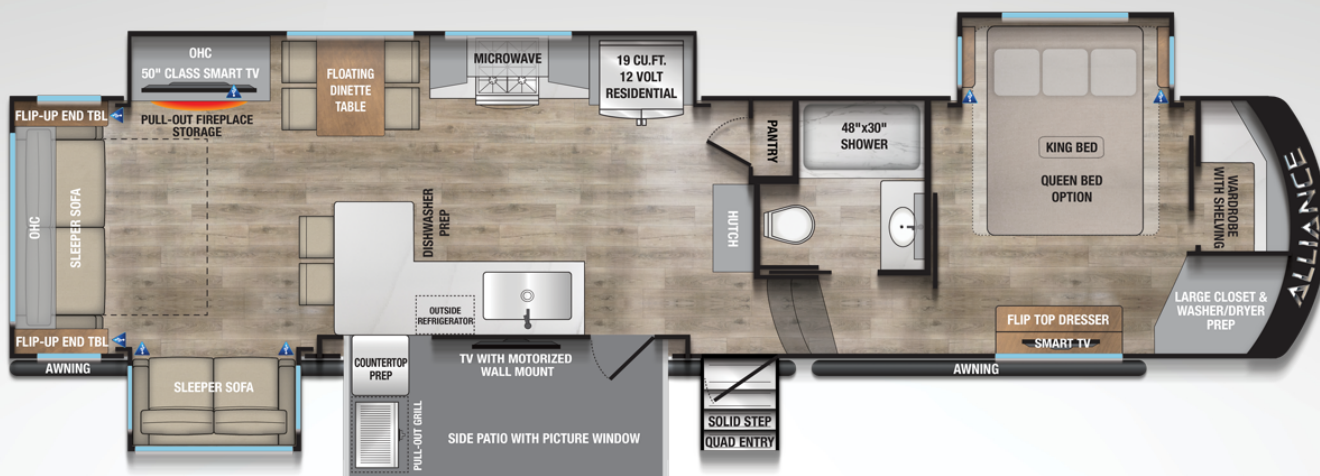 OHC
50" CLASS SMART TV
PULL-OUT FIREPLACE
STORAGE
FLIP-UP END TBL
OHC
SLEEPER SOFA
FLIP-UP END TBL
AWNING
SLEEPER SOFA
FLOATING
DINETTE
TABLE
MICROWAVE
19 CU.FT.
12 VOLT
RESIDENTIAL
DISHWASHER
PREP
OUTSIDE
REFRIGERATOR
COUNTERTOP
PREP
PULL-OUT GRILL
TV WITH MOTORIZED
WALL MOUNT
SIDE PATIO WITH PICTURE WINDOW
PANTRY
HUTCH
48"x30"
SHOWER
SOLID STEP
QUAD ENTRY
KING BED
QUEEN BED
OPTION
FLIP TOP DRESSER
SMART TV
AWNING
WARDROBE
WITH SHELVING
LARGE CLOSET &
WASHER/DRYER
PREP
ALLIANCE